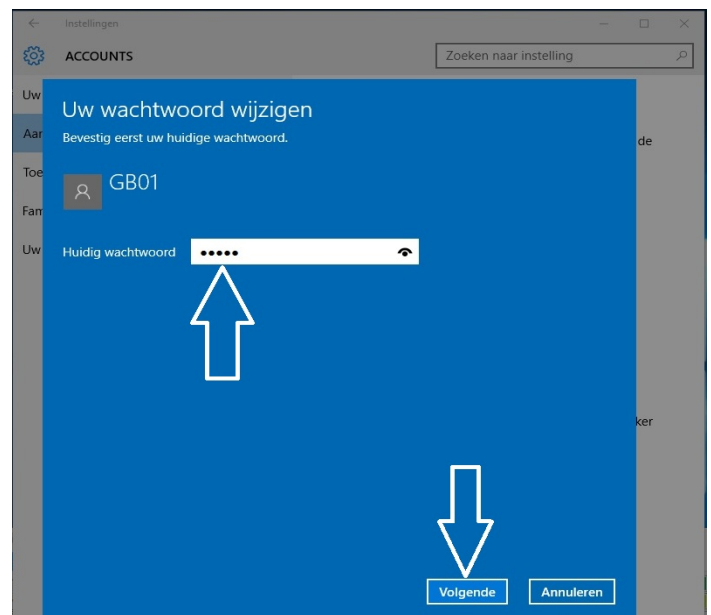 Instellingen
ACCOUNTS
Zoeken naar instelling
Uw
Uw wachtwoord wijzigen
Aar
Bevestig eerst uw huidige wachtwoord.
de
Toe
GB01
Fam
Uw
Huidig wachtwoord
•••••
ker
Volgende
Annuleren